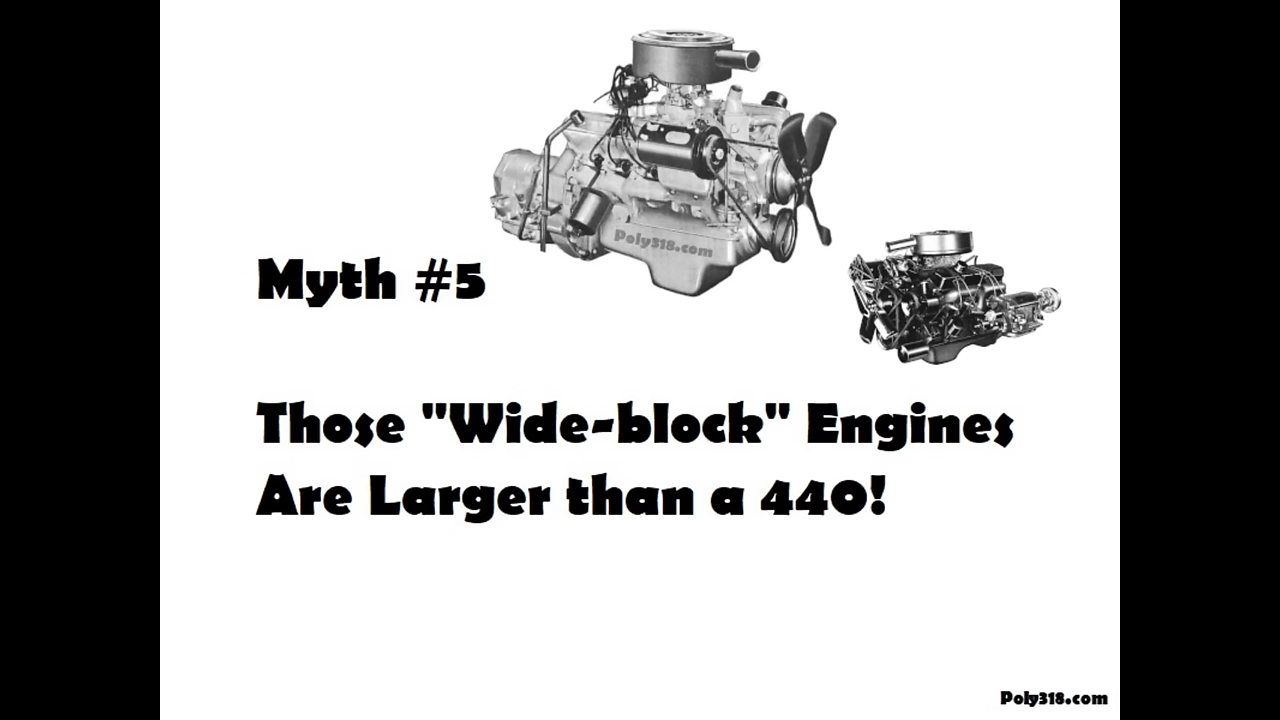 Poly318.com
Myth #5
Those "Wide-block" Engines
Are Larger than a 440!
Poly318.com